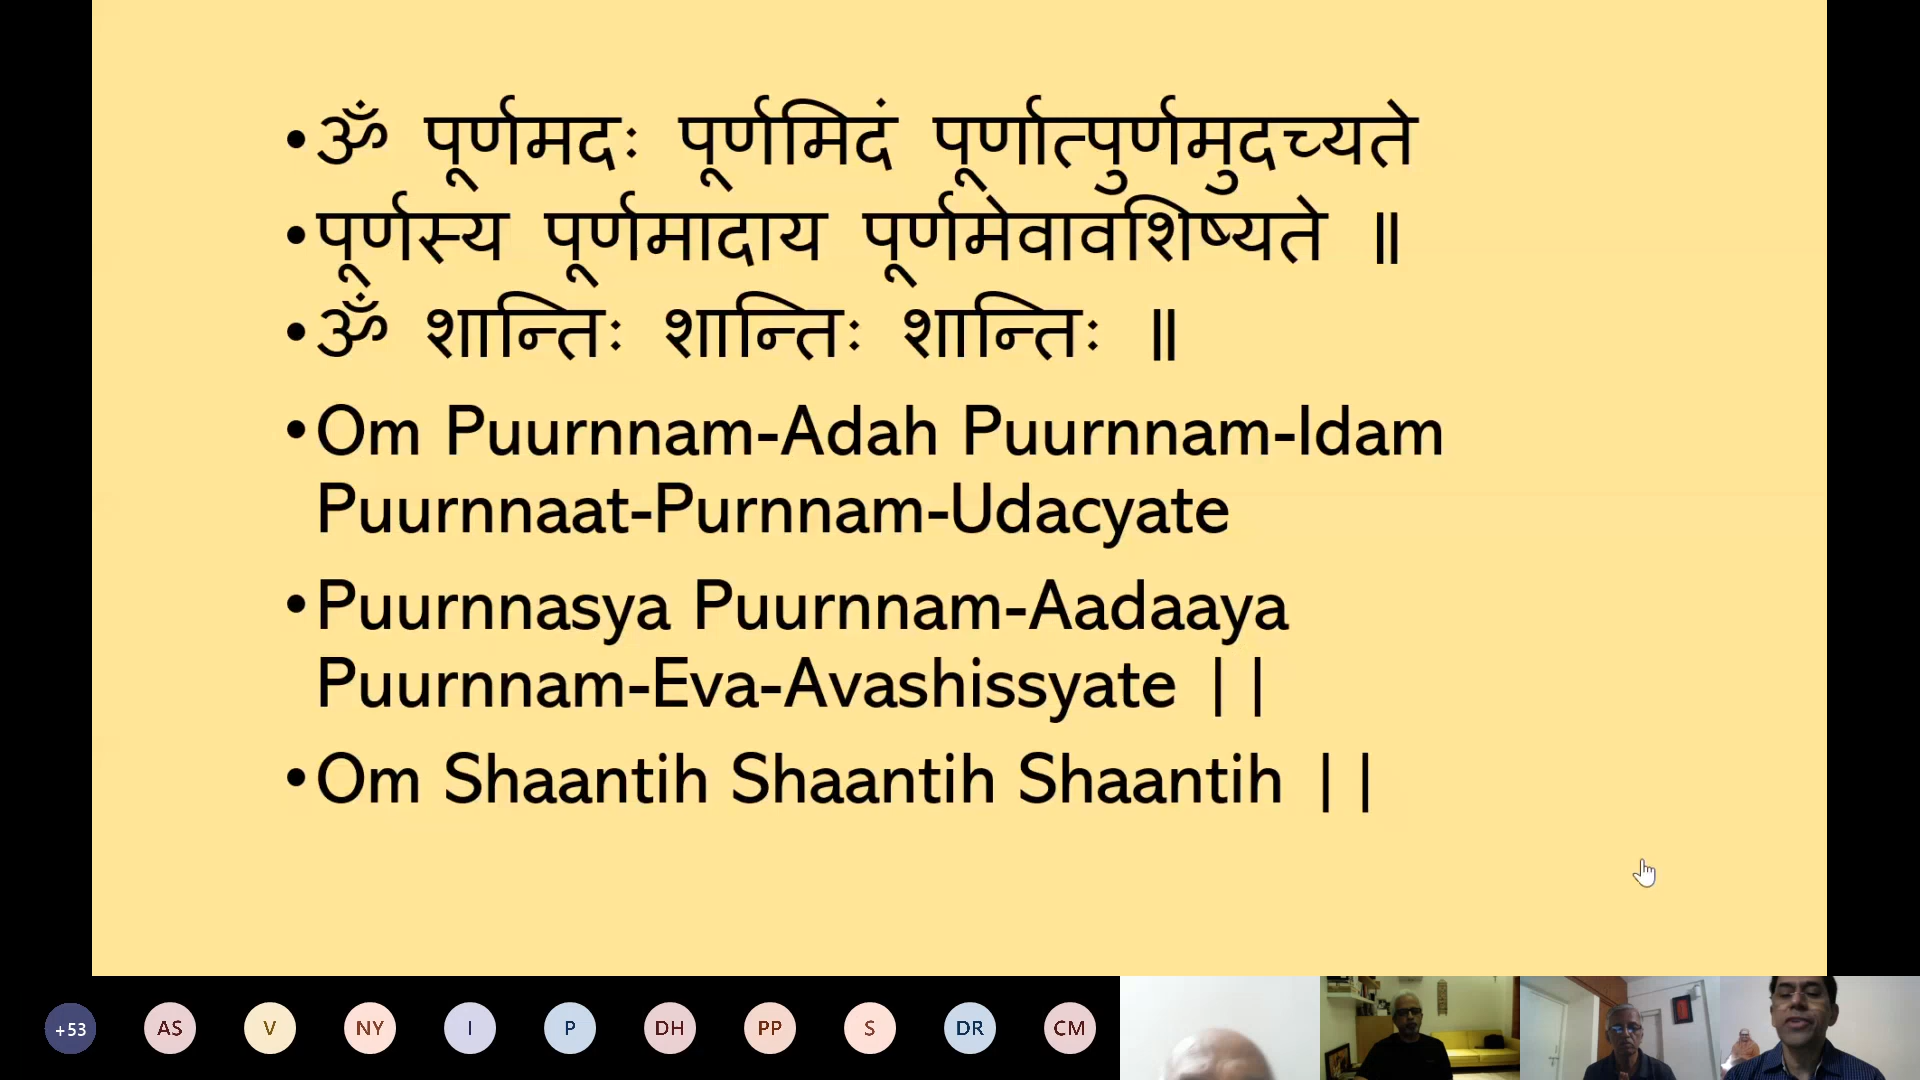 •ॐ पूर्णमदः पूर्णमिदं पूर्णात्पुर्णमुदच्यते
•पूर्णस्य पूर्णमादाय पूर्णमेवावशिष्यते ॥
•ॐ शान्तिः शान्तिः शान्तिः ॥
•Om Puurnnam-Adah Puurnnam-Idam
Puurnnaat-Purnnam-Udacyate
•Puurnnasya Puurnnam-Aadaaya
Puurnnam-Eva-Avashissyate ||
•Om Shaantih Shaantih Shaantih ||
+53 AS V NY I P DH PP S DR CM